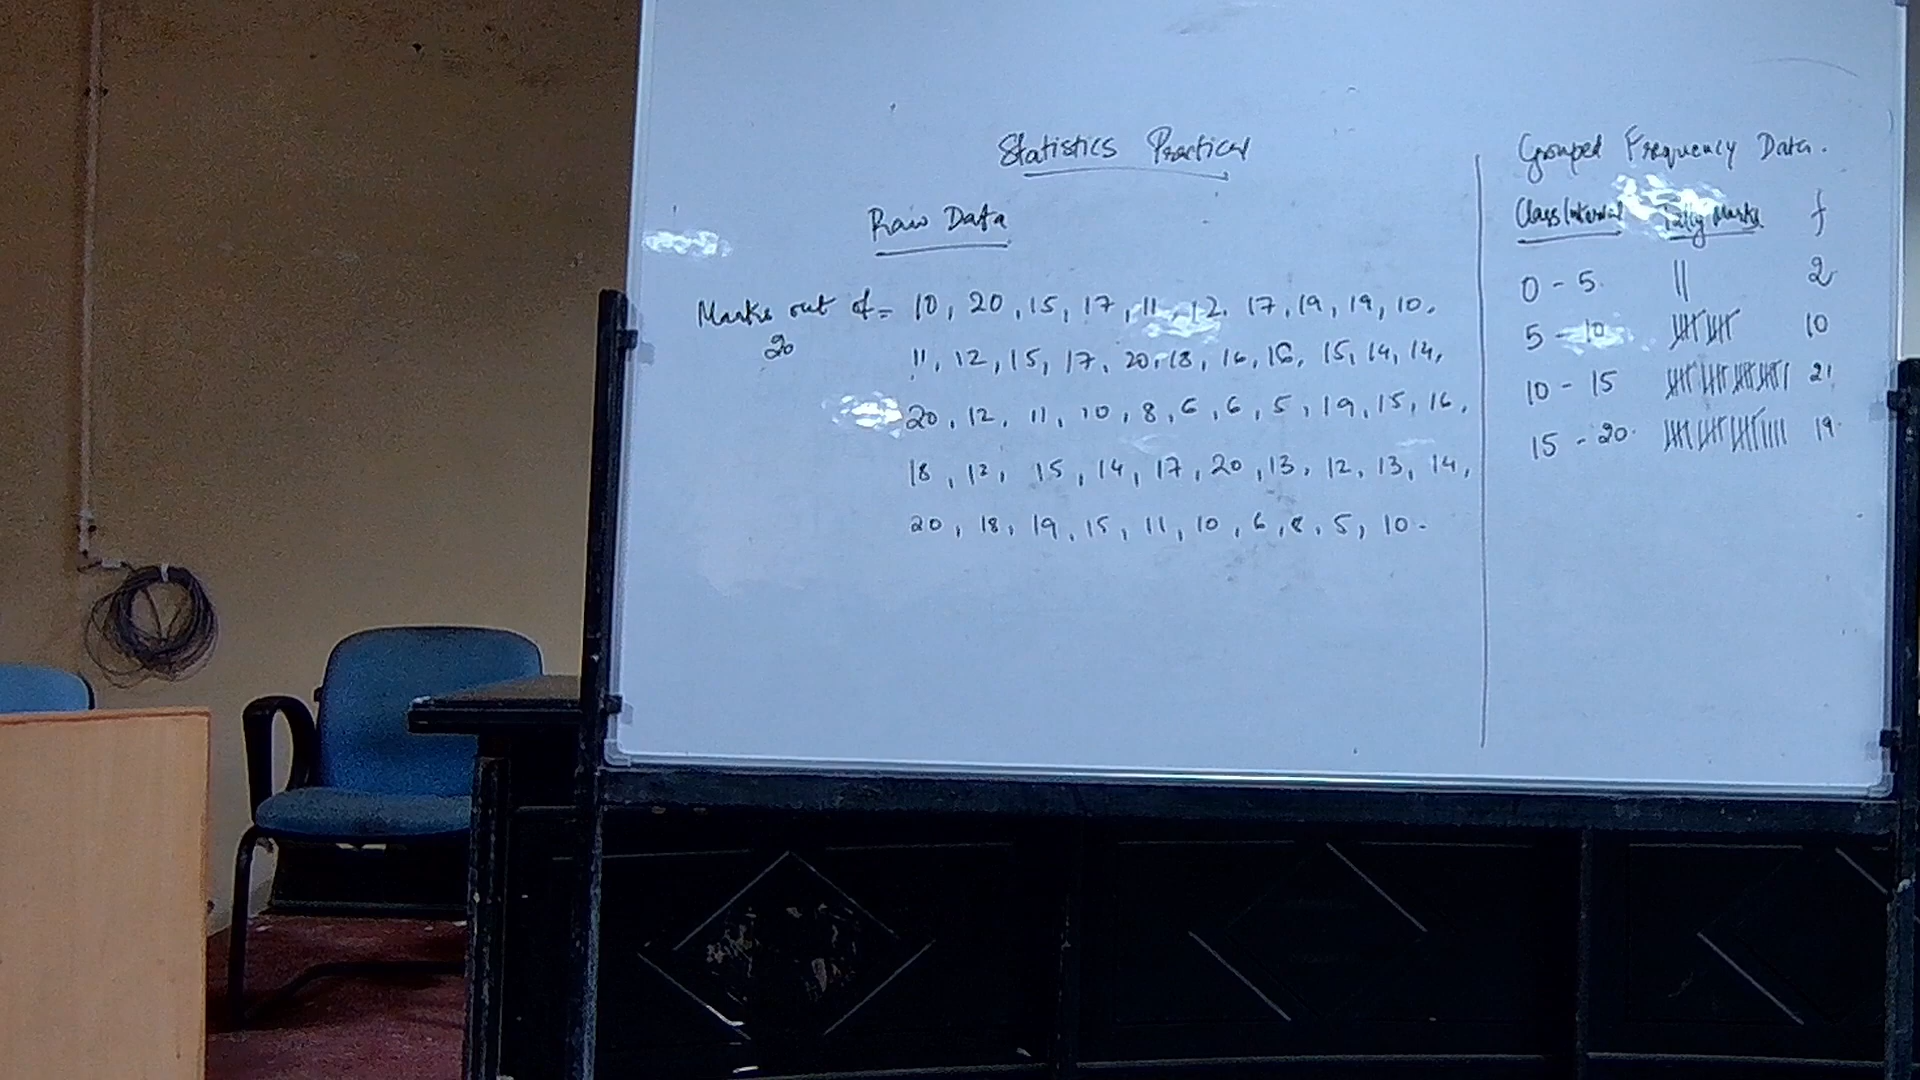 Statistics Practical
Raw Data
Marks out of = 10, 20, 15, 17, 11, 12, 17, 19, 19, 10.
20
11, 12, 15, 17, 20, 18, 16, 16, 15, 14, 14,
20, 12, 11, 10, 8, 6, 6, 5, 19, 15, 16,
18, 13, 15, 14, 17, 20, 13, 12, 13, 14,
20, 18, 19, 15, 11, 10, 6, 8, 5, 10.
Grouped Frequency Data.
Class Interval Tally Marks f
0 - 5. || 2
5 - 10 10
10 - 15 21
15 - 20. 19.